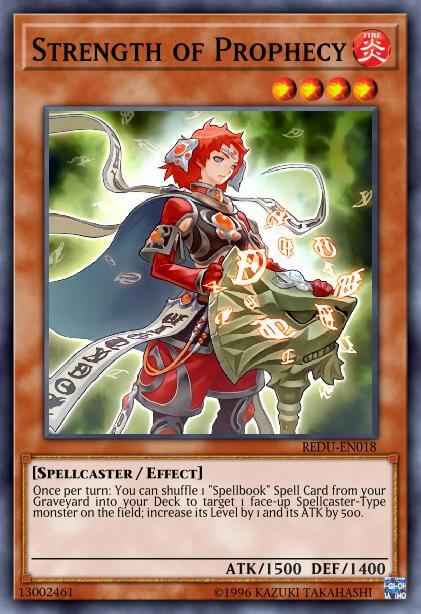 STRENGTH OF PROPHECY
FIRE
炎
REDU-EN018
[SPELLCASTER / EFFECT]
Once per turn: You can shuffle 1 "Spellbook" Spell Card from your
Graveyard into your Deck to target 1 face-up Spellcaster-Type
monster on the field; increase its Level by 1 and its ATK by 500.
ATK/1500 DEF/1400
13002461
©1996 KAZUKI TAKAHASHI